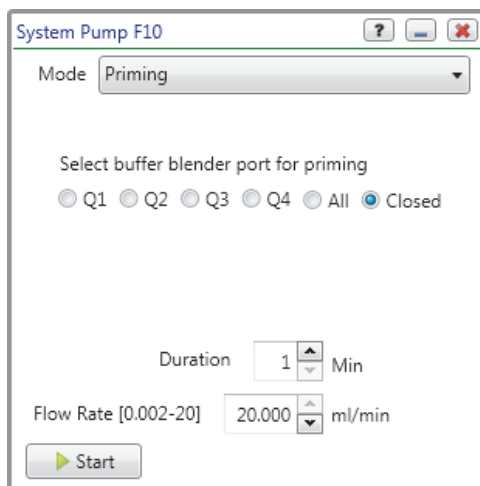 System Pump F10 ?
Mode Priming
Select buffer blender port for priming
Q1 Q2 Q3 Q4 All Closed
Duration 1 Min
Flow Rate [0.002-20] 20.000 ml/min
Start